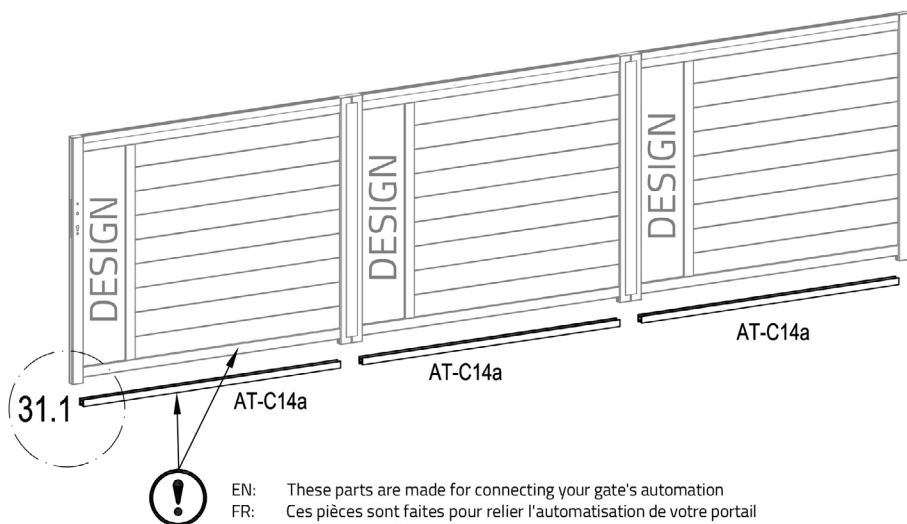 DESIGN
DESIGN
DESIGN
AT-C14a
AT-C14a
AT-C14a
31.1
EN: These parts are made for connecting your gate's automation
FR: Ces pièces sont faites pour relier l'automatisation de votre portail